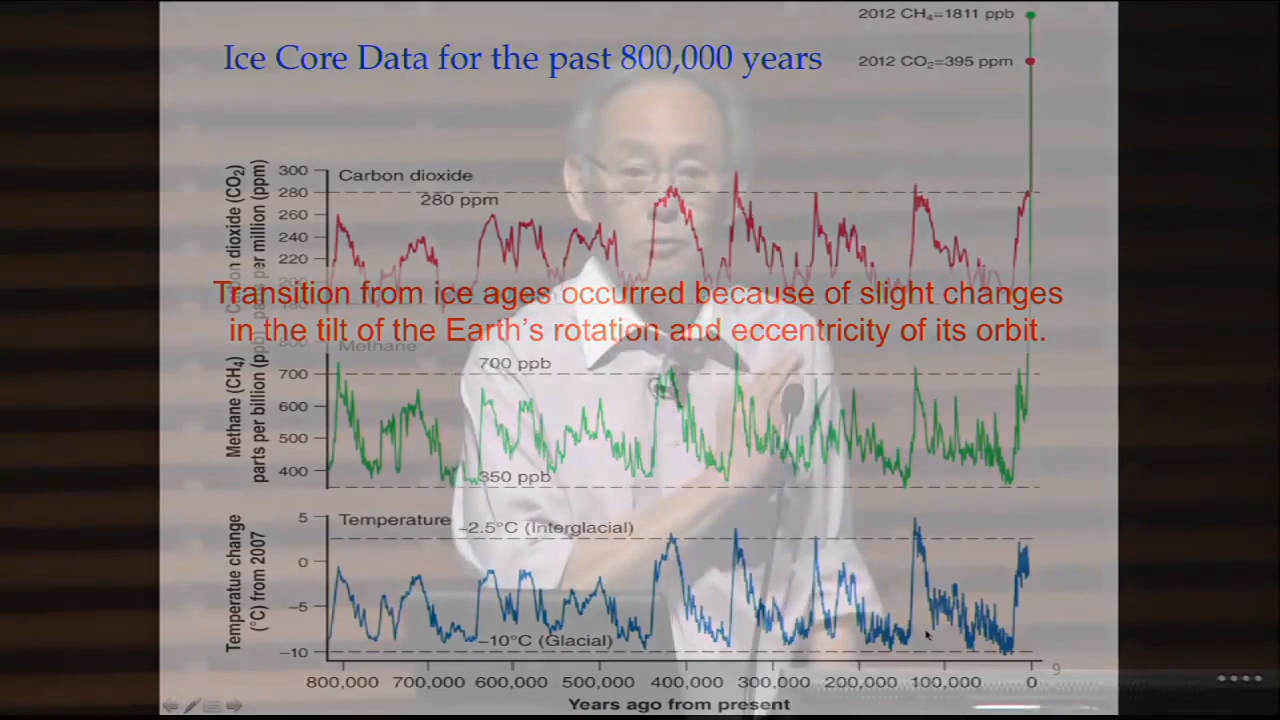 2012 CH₄=1811 ppb
Ice Core Data for the past 800,000 years
2012 CO₂=395 ppm
Carbon dioxide (CO₂)
parts per million (ppm)
300
280
260
240
220
200
180
Carbon dioxide
280 ppm
Transition from ice ages occurred because of slight changes
in the tilt of the Earth’s rotation and eccentricity of its orbit.
Methane (CH₄)
parts per billion (ppb)
800
700
600
500
400
Methane
700 ppb
350 ppb
Temperatue change
(°C) from 2007
5
0
−5
−10
Temperature
−2.5°C (Interglacial)
−10°C (Glacial)
9
800,000 700,000 600,000 500,000 400,000 300,000 200,000 100,000 0
Years ago from present